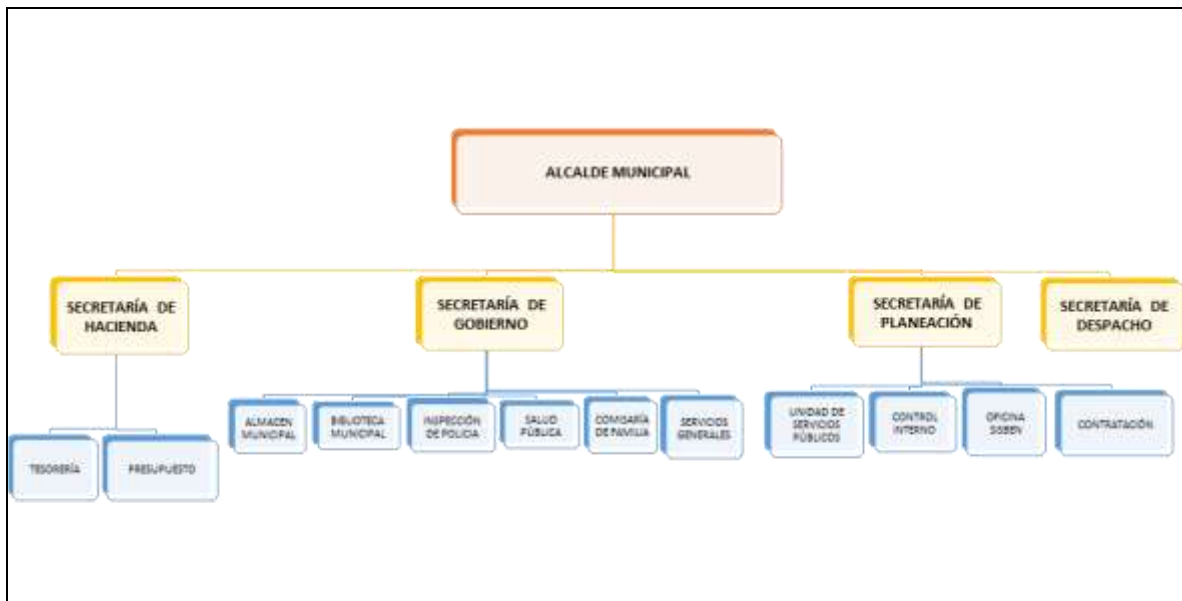 ALCALDE MUNICIPAL
SECRETARÍA DE
HACIENDA
SECRETARÍA DE
GOBIERNO
SECRETARÍA DE
PLANEACIÓN
SECRETARÍA DE
DESPACHO
TESORERÍA
PRESUPUESTO
ALMACEN
MUNICIPAL
BIBLIOTECA
MUNICIPAL
INSPECCIÓN
DE POLICIA
SALUD
PÚBLICA
COMISARÍA
DE FAMILIA
SERVICIOS
GENERALES
UNIDAD DE
SERVICIOS
PÚBLICOS
CONTROL
INTERNO
OFICINA
SISBEN
CONTRATACIÓN